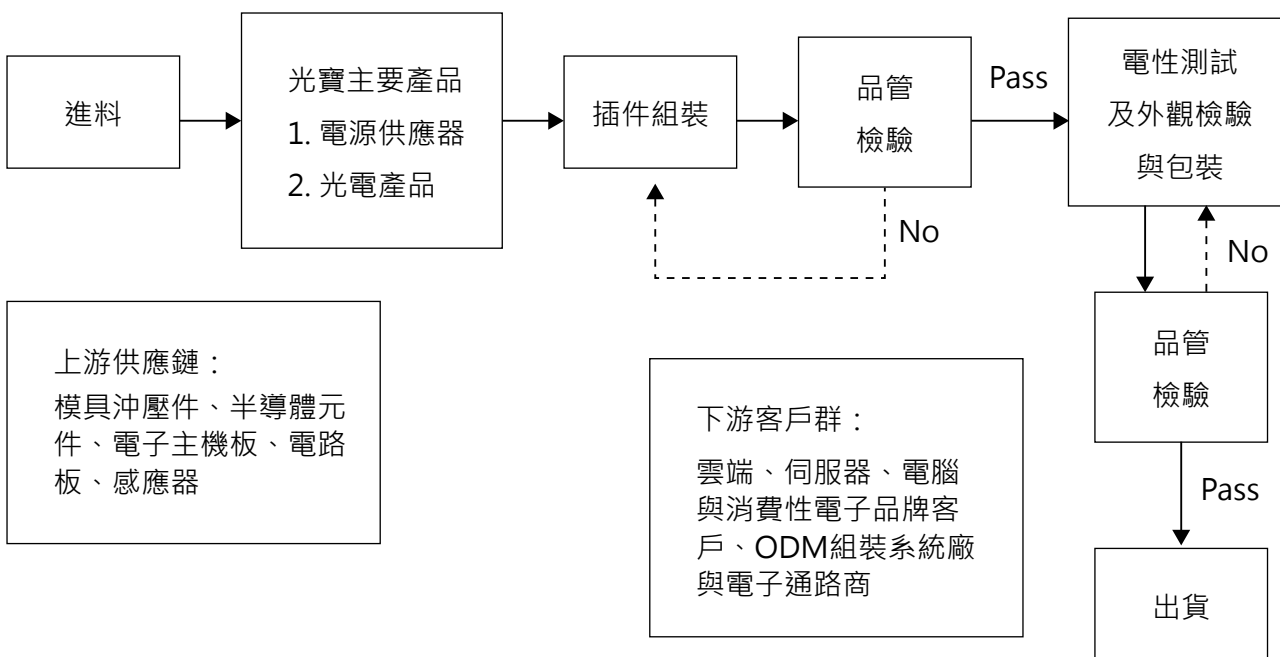 進料
光寶主要產品
1. 電源供應器
2. 光電產品
插件組裝
品管
檢驗
Pass
No
電性測試
及外觀檢驗
與包裝
No
品管
檢驗
Pass
出貨
上游供應鏈：
模具沖壓件、半導體元
件、電子主機板、電路
板、感應器
下游客戶群：
雲端、伺服器、電腦
與消費性電子品牌客
戶、ODM組裝系統廠
與電子通路商